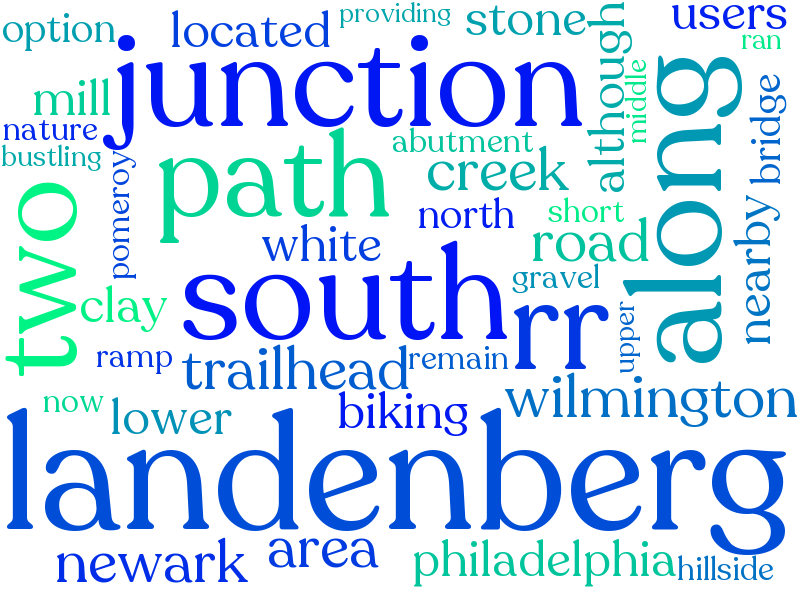 option
located
providing
stone
users
ran
mill
junction
although
middle
along
bridge
nature
bustling
pomeroy
path
abutment
creek
two
north
short
nearby
white
road
clay
south
gravel
rr
upper
ramp
trailhead
remain
now
lower
biking
wilmington
landenberg
newark
area
philadelphia
hillside